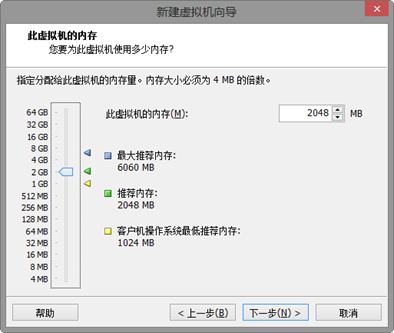 新建虚拟机向导
此虚拟机的内存
您要为此虚拟机使用多少内存?
指定分配给此虚拟机的内存量。内存大小必须为 4 MB 的倍数。
64 GB
此虚拟机的内存(M): 2048 MB
32 GB
16 GB
8 GB
最大推荐内存:
4 GB
6060 MB
2 GB
推荐内存:
1 GB
2048 MB
512 MB
256 MB
128 MB
客户机操作系统最低推荐内存:
64 MB
1024 MB
32 MB
16 MB
8 MB
4 MB
帮助 < 上一步(B) 下一步(N) > 取消